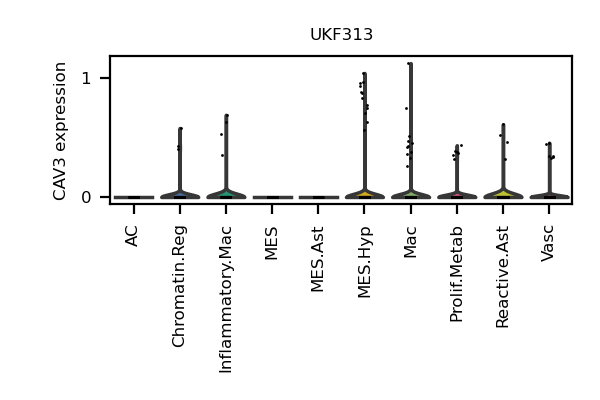 UKF313
CAV3 expression
1
0
AC
Chromatin.Reg
Inflammatory.Mac
MES
MES.Ast
MES.Hyp
Mac
Prolif.Metab
Reactive.Ast
Vasc